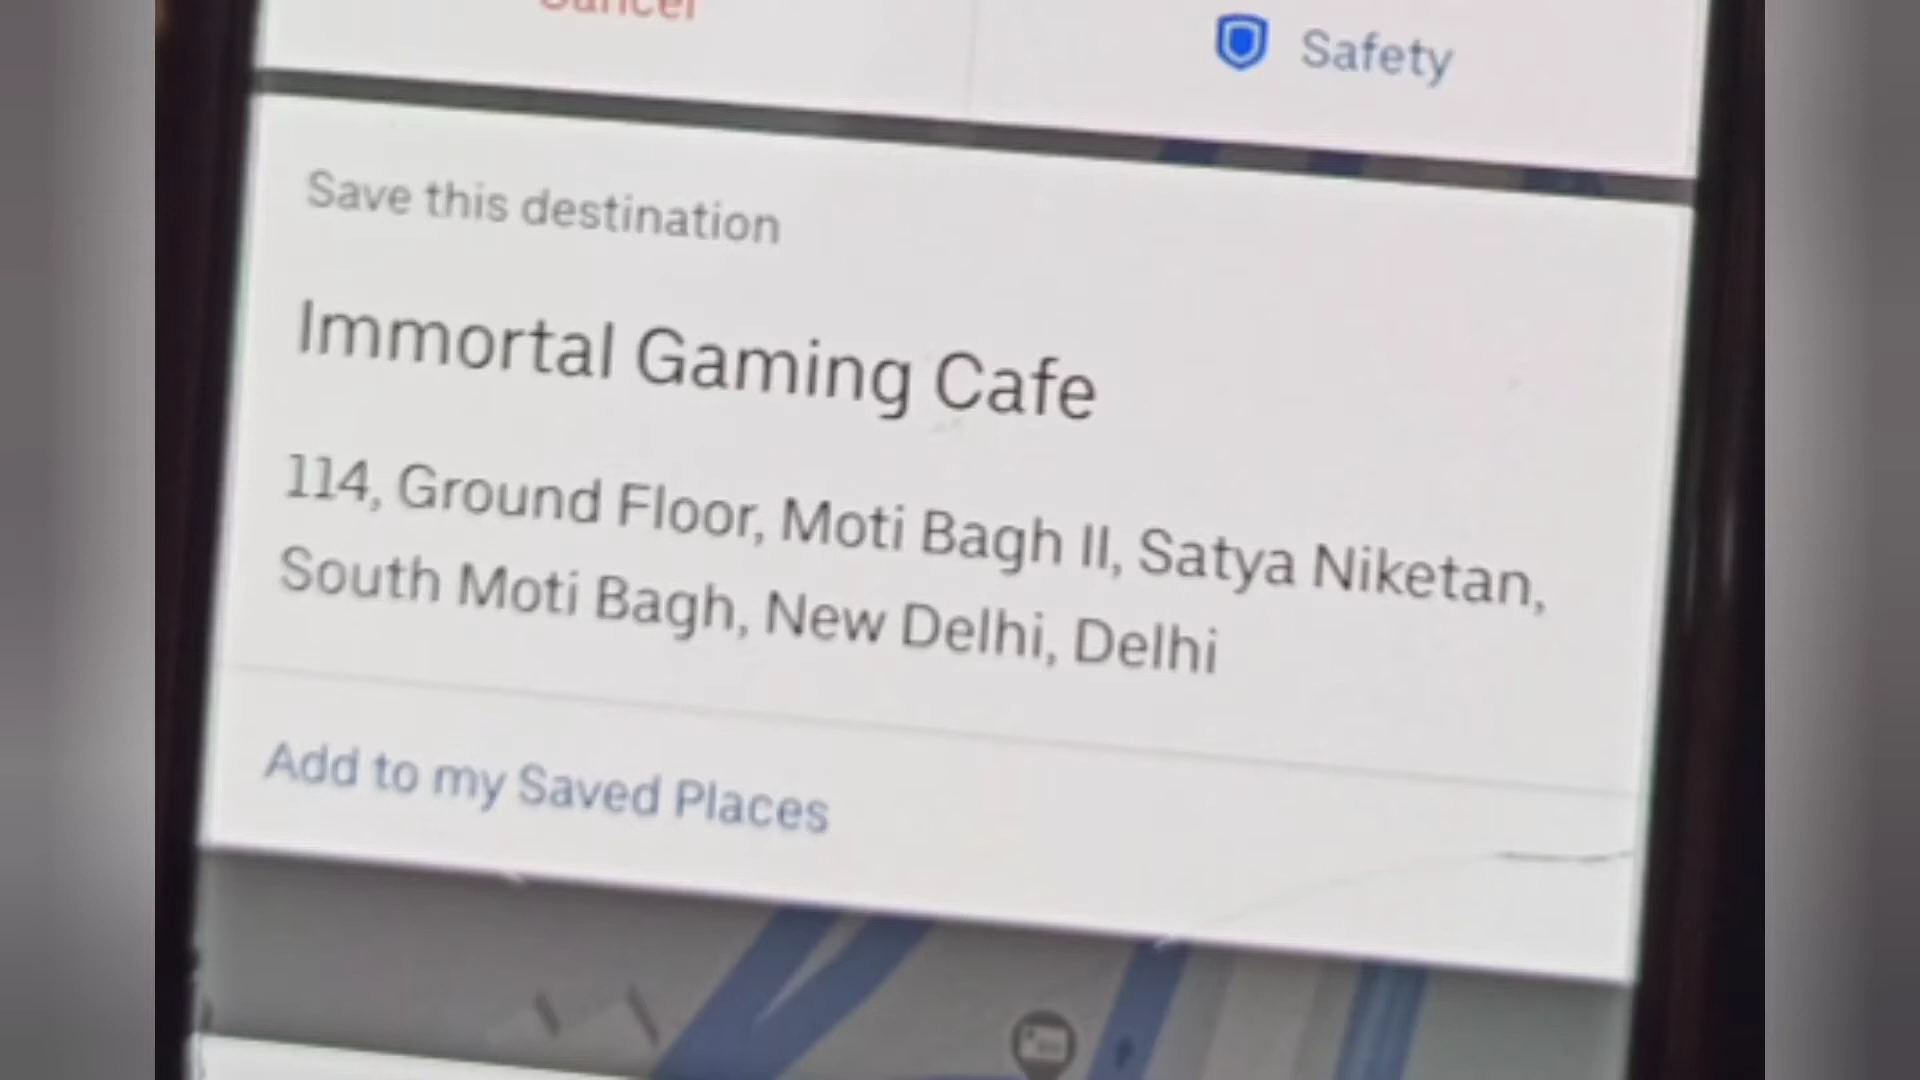 Cancel
Safety
Save this destination
Immortal Gaming Cafe
114, Ground Floor, Moti Bagh II, Satya Niketan,
South Moti Bagh, New Delhi, Delhi
Add to my Saved Places